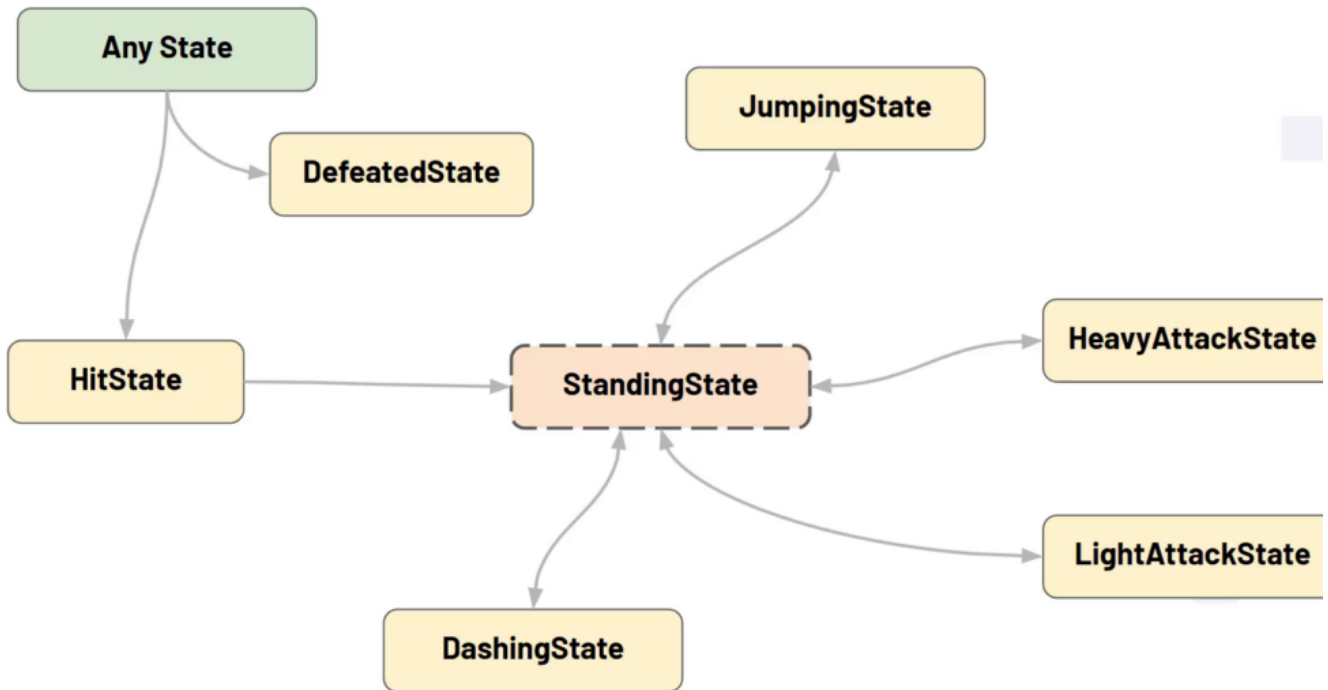 Any State
JumpingState
DefeatedState
HeavyAttackState
HitState
StandingState
LightAttackState
DashingState